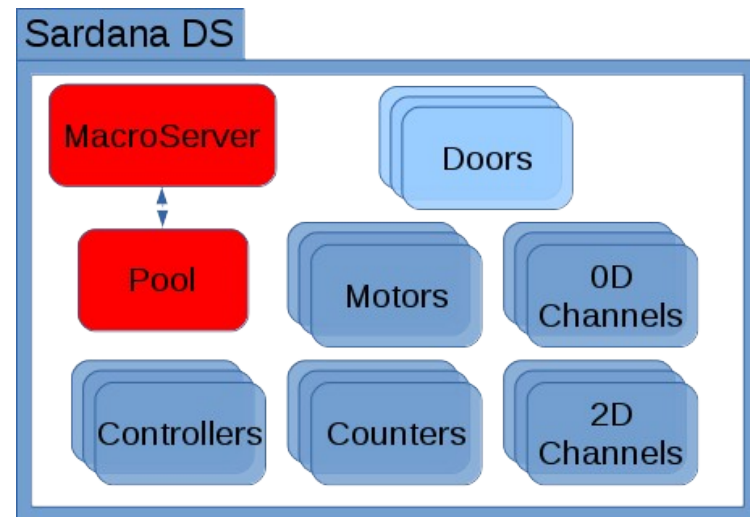 Sardana DS
MacroServer
Doors
Pool
Motors
0D
Channels
Controllers
Counters
2D
Channels